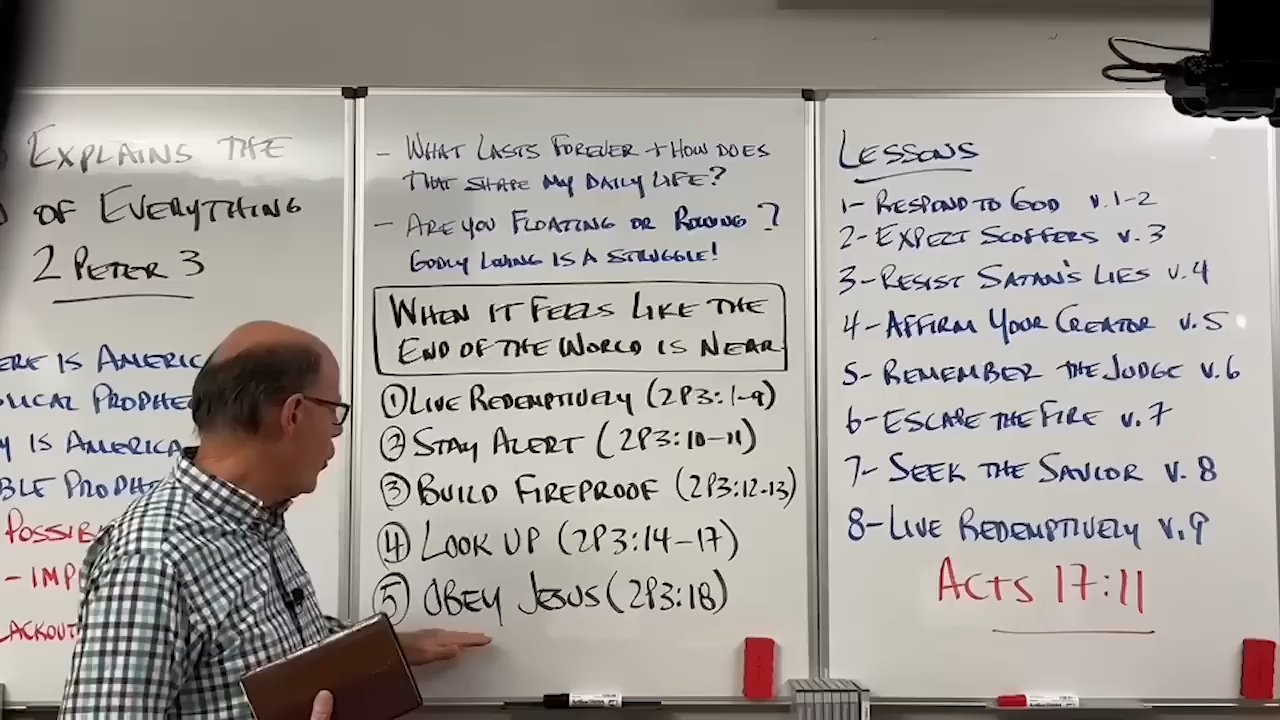 EXPLAINS THE
OF EVERYTHING
2 PETER 3
ERE IS AMERIC
LICAL PROPHE
Y IS AMERICA
BLE PROPH
POSSIB
- IMP
LACKOUT
- WHAT LASTS FOREVER + HOW DOES
THAT SHAPE MY DAILY LIFE?
- ARE YOU FLOATING OR ROWING?
GODLY LIVING IS A STRUGGLE!
WHEN IT FEELS LIKE THE
END OF THE WORLD IS NEAR
① LIVE REDEMPTIVELY (2P3:1-9)
② STAY ALERT (2P3:10-11)
③ BUILD FIREPROOF (2P3:12-13)
④ LOOK UP (2P3:14-17)
⑤ OBEY JESUS (2P3:18)
LESSONS
1- RESPOND TO GOD v.1-2
2- EXPECT SCOFFERS v.3
3- RESIST SATAN'S LIES v.4
4- AFFIRM YOUR CREATOR v.5
5- REMEMBER THE JUDGE v.6
6- ESCAPE THE FIRE v.7
7- SEEK THE SAVIOR v.8
8- LIVE REDEMPTIVELY v.9
ACTS 17:11